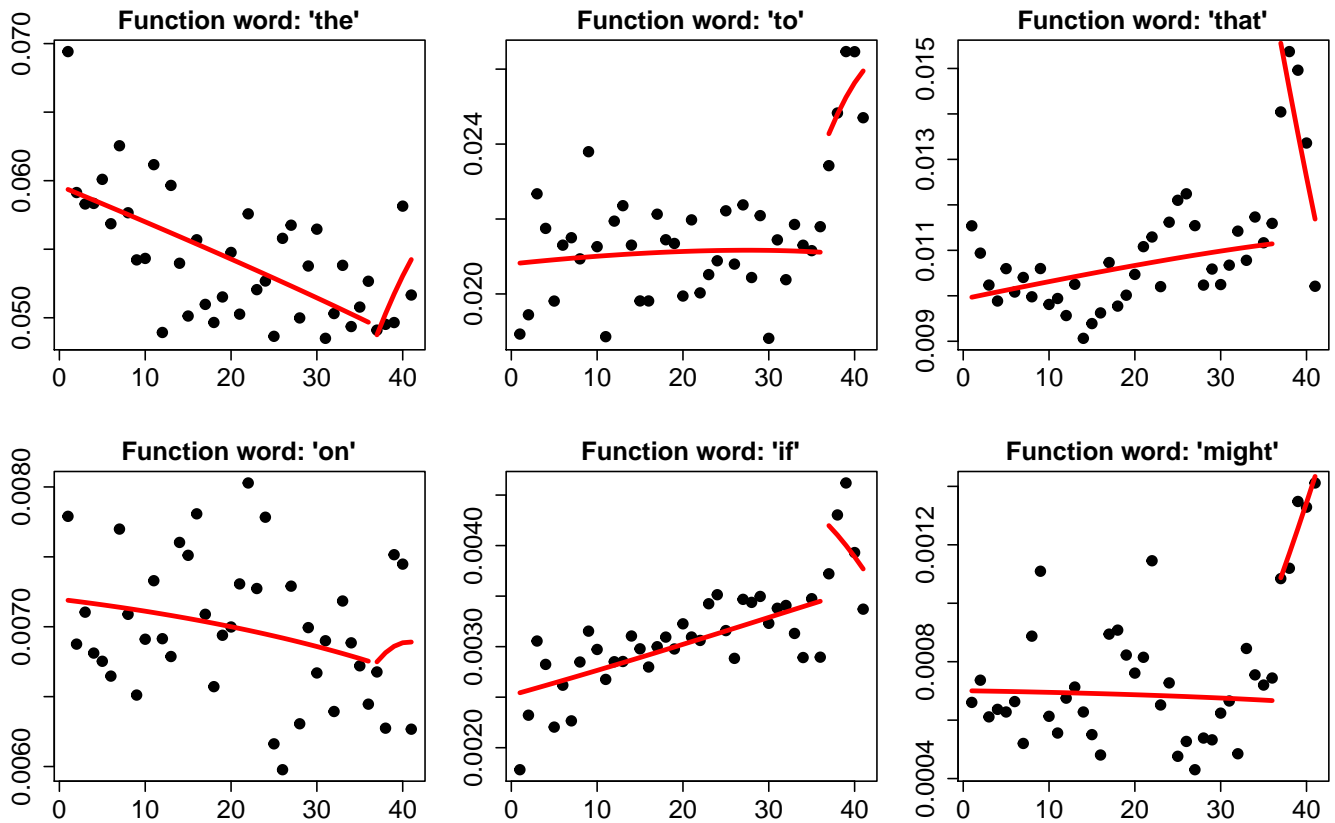 Function word: 'the'
0.070
0.060
0.050
0 10 20 30 40
Function word: 'to'
0.024
0.020
0 10 20 30 40
Function word: 'that'
0.015
0.013
0.011
0.009
0 10 20 30 40
Function word: 'on'
0.0080
0.0070
0.0060
0 10 20 30 40
Function word: 'if'
0.0040
0.0030
0.0020
0 10 20 30 40
Function word: 'might'
0.0012
0.0008
0.0004
0 10 20 30 40